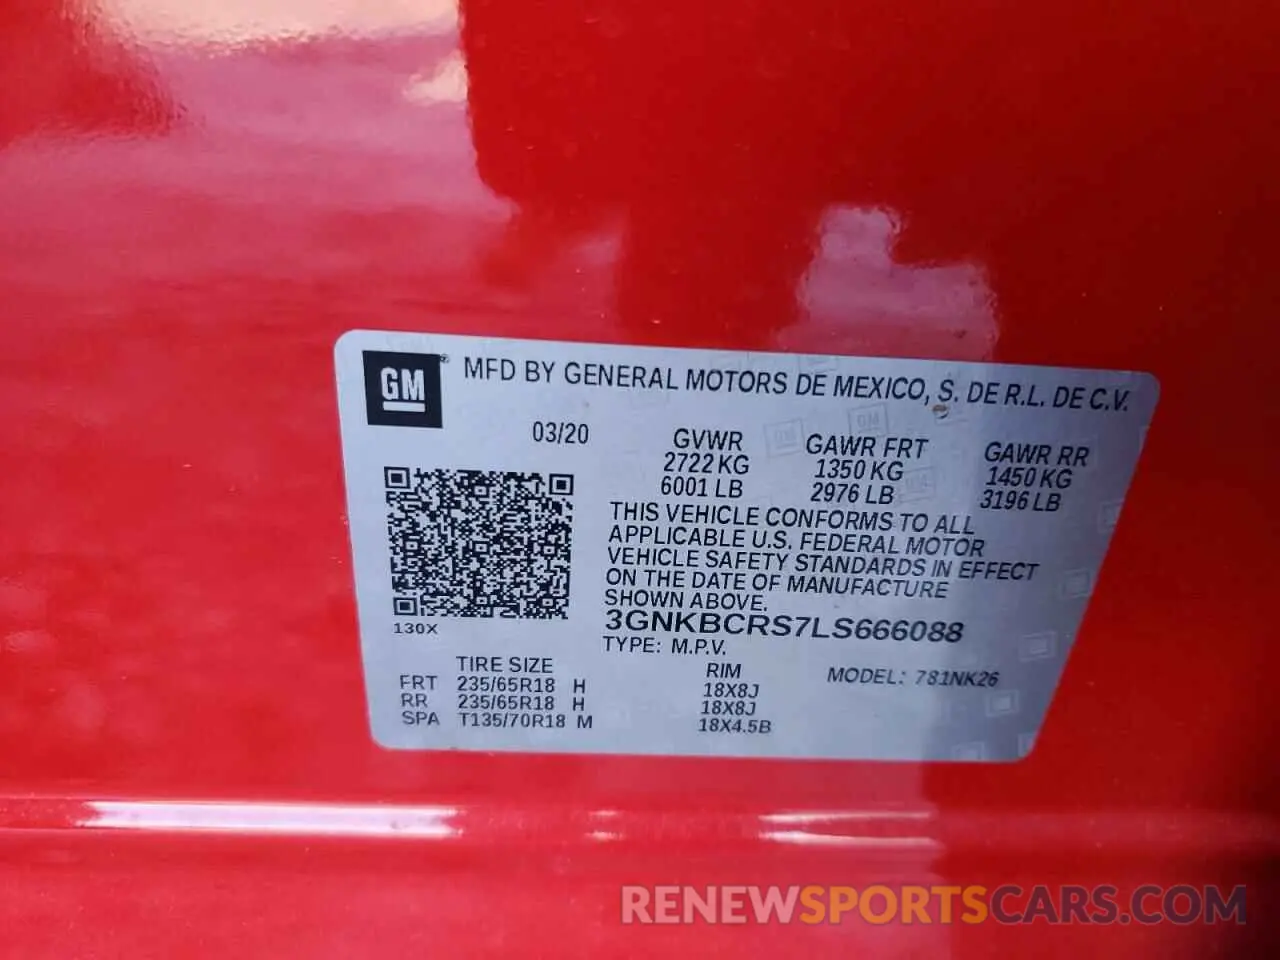 GM® MFD BY GENERAL MOTORS DE MEXICO, S. DE R.L. DE C.V.
03/20
GVWR GAWR FRT GAWR RR
2722 KG 1350 KG 1450 KG
6001 LB 2976 LB 3196 LB
THIS VEHICLE CONFORMS TO ALL
APPLICABLE U.S. FEDERAL MOTOR
VEHICLE SAFETY STANDARDS IN EFFECT
ON THE DATE OF MANUFACTURE
SHOWN ABOVE.
130X
3GNKBCRS7LS666088
TYPE: M.P.V.
TIRE SIZE RIM MODEL: 781NK26
FRT 235/65R18 H 18X8J
RR 235/65R18 H 18X8J
SPA T135/70R18 M 18X4.5B
RENEWSPORTSCARS.COM